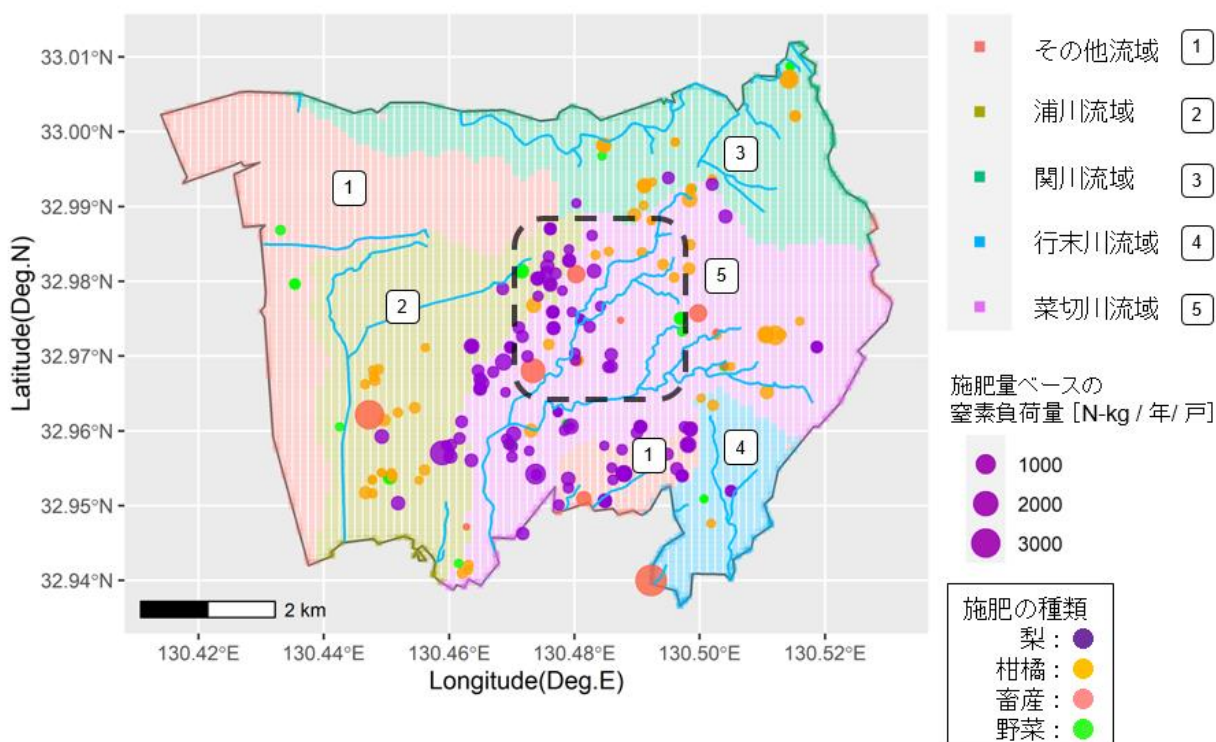 33.01°N
33.00°N
32.99°N
32.98°N
32.97°N
32.96°N
32.95°N
32.94°N
Latitude(Deg.N)
1
2
3
5
1
4
2 km
130.42°E 130.44°E 130.46°E 130.48°E 130.50°E 130.52°E
Longitude(Deg.E)
その他流域 1
浦川流域 2
関川流域 3
行末川流域 4
菜切川流域 5
施肥量ベースの
窒素負荷量 [N-kg / 年/ 戸]
1000
2000
3000
施肥の種類
梨：
柑橘：
畜産：
野菜：